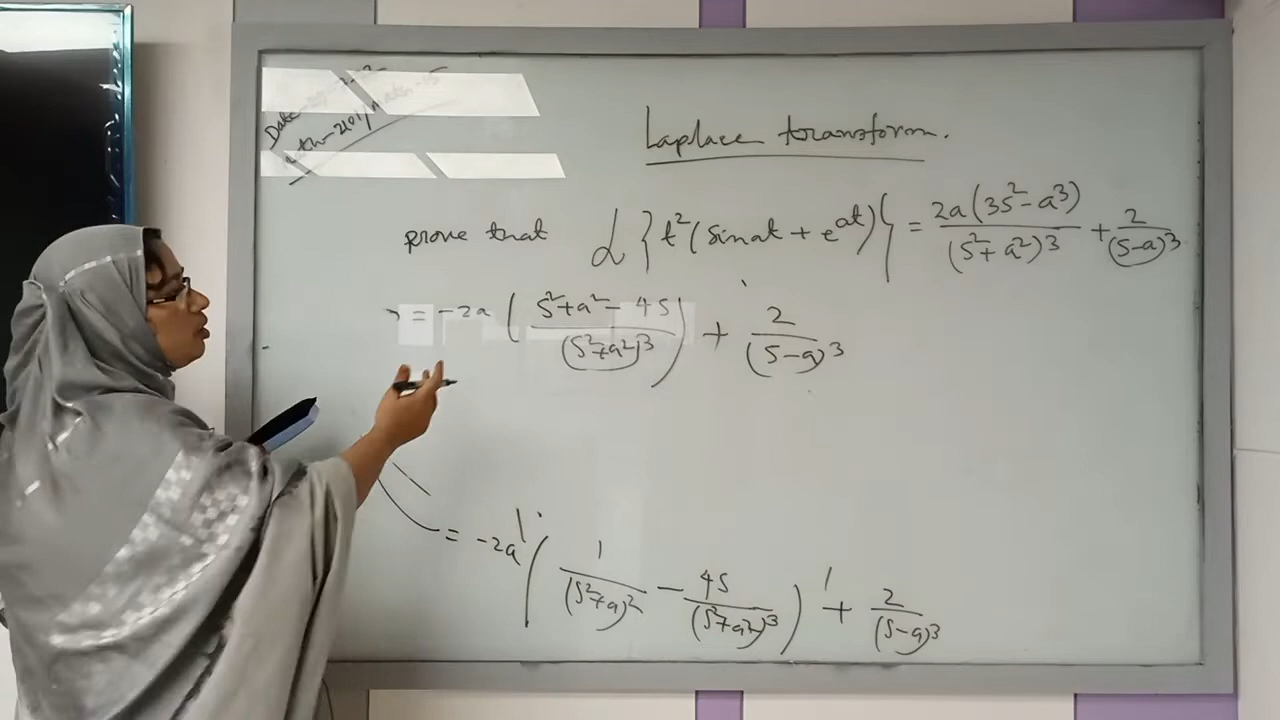 Laplace transform.
prove that ℒ{t²(sinat + e^at)} = 2a(3s²-a³)/(s²+a²)³ + 2/(s-a)³
= -2a ( s²+a²-4s/(s²+a²)³ ) + 2/(s-a)³
= -2a ( 1/(s²+a)² - 4s/(s²+a²)³ ) + 2/(s-a)³